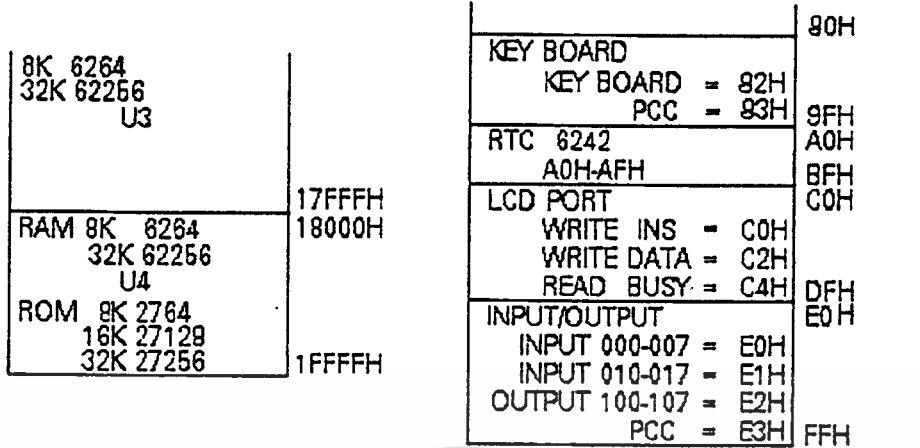 8K 6264
32K 62256
U3
17FFFH
RAM 8K 6264
18000H
32K 62256
U4
ROM 8K 2764
16K 27128
32K 27256
1FFFFH
80H
KEY BOARD
KEY BOARD = 82H
PCC = 83H
9FH
RTC 6242
A0H
A0H-AFH
BFH
LCD PORT
C0H
WRITE INS = C0H
WRITE DATA = C2H
READ BUSY = C4H
DFH
INPUT/OUTPUT
E0H
INPUT 000-007 = E0H
INPUT 010-017 = E1H
OUTPUT 100-107 = E2H
PCC = E3H
FFH